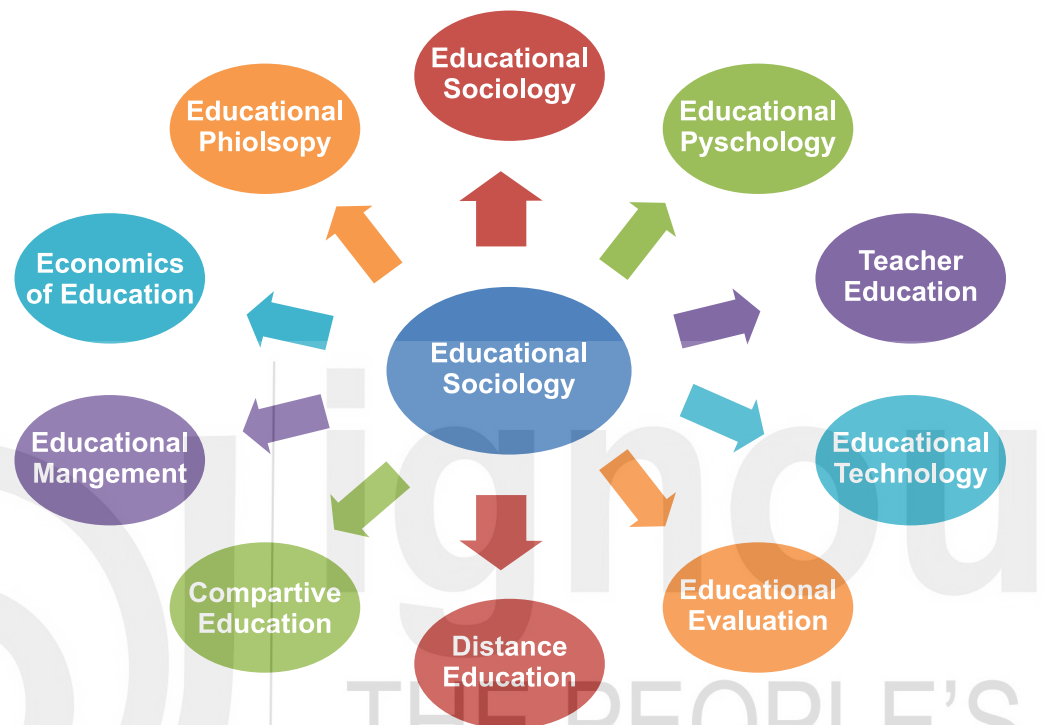 Educational
Sociology
Educational
Pyschology
Teacher
Education
Educational
Technology
Educational
Evaluation
Distance
Education
Compartive
Education
Educational
Mangement
Economics
of Education
Educational
Phiolsopy
Educational
Sociology
ignou
THE PEOPLE'S